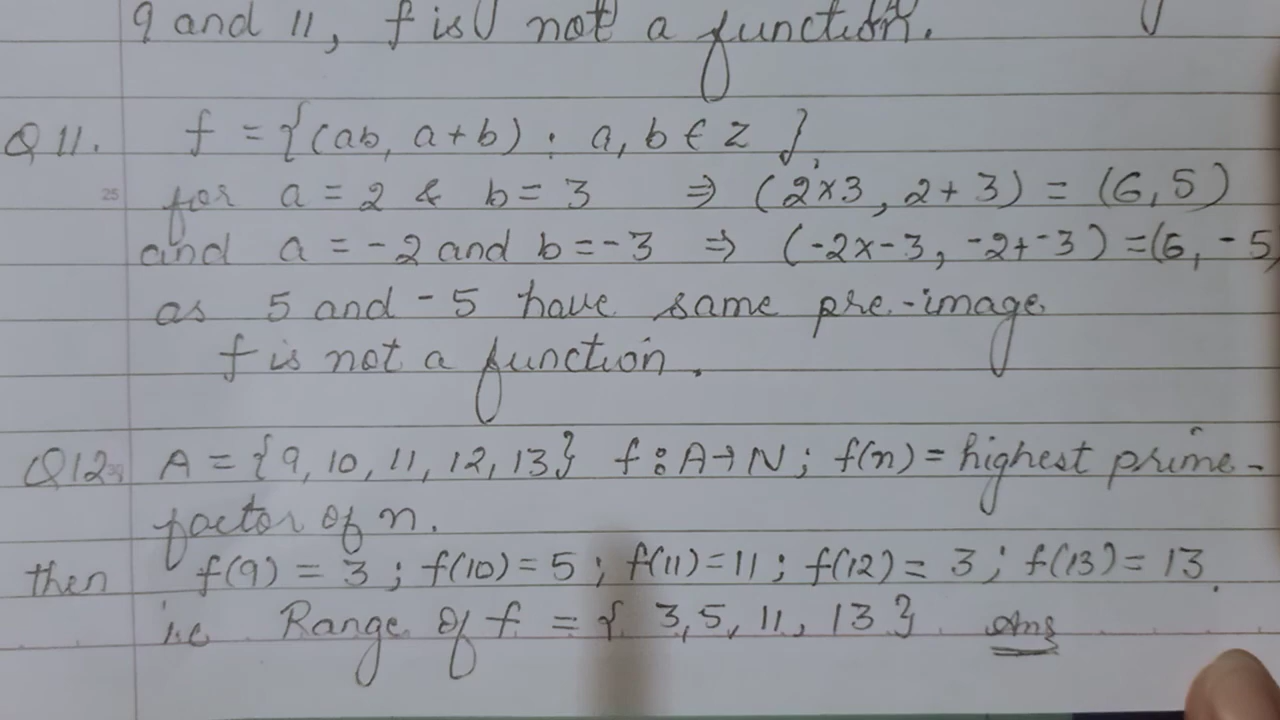 9 and 11, f is not a function.
Q11. f = {(ab, a+b) : a, b ∈ z },
25 for a = 2 & b = 3 ⇒ (2×3, 2+3) = (6,5)
and a = -2 and b = -3 ⇒ (-2x-3, -2+-3) = (6, -5)
as 5 and -5 have same pre-image
f is not a function.
Q12. A = {9, 10, 11, 12, 13} f : A→N ; f(n) = highest prime-
factor of n.
then f(9) = 3 ; f(10) = 5 ; f(11) = 11 ; f(12) = 3 ; f(13) = 13.
i.e Range of f = { 3, 5, 11, 13 } Ans